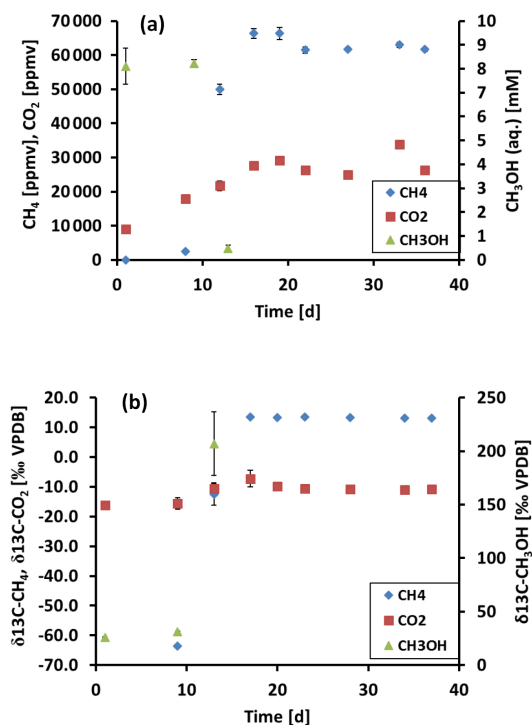 (a)
CH4 [ppmv], CO2 [ppmv]
70 000
60 000
50 000
40 000
30 000
20 000
10 000
0
10
9
8
7
6
5
4
3
2
1
0
CH3OH (aq.) [mM]
CH4
CO2
CH3OH
0 10 20 30 40
Time [d]
(b)
δ13C-CH4, δ13C-CO2 [‰ VPDB]
20.0
10.0
0.0
-10.0
-20.0
-30.0
-40.0
-50.0
-60.0
-70.0
250
200
150
100
50
0
δ13C-CH3OH [‰ VPDB]
CH4
CO2
CH3OH
0 10 20 30 40
Time [d]